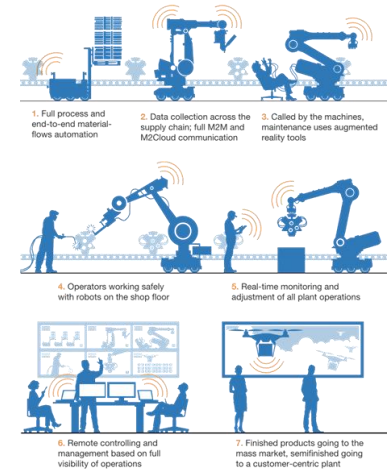 1. Full process and
end-to-end material-
flows automation
2. Data collection across the
supply chain; full M2M and
M2Cloud communication
3. Called by the machines,
maintenance uses augmented
reality tools
4. Operators working safely
with robots on the shop floor
5. Real-time monitoring and
adjustment of all plant operations
6. Remote controlling and
management based on full
visibility of operations
7. Finished products going to the
mass market, semifinished going
to a customer-centric plant